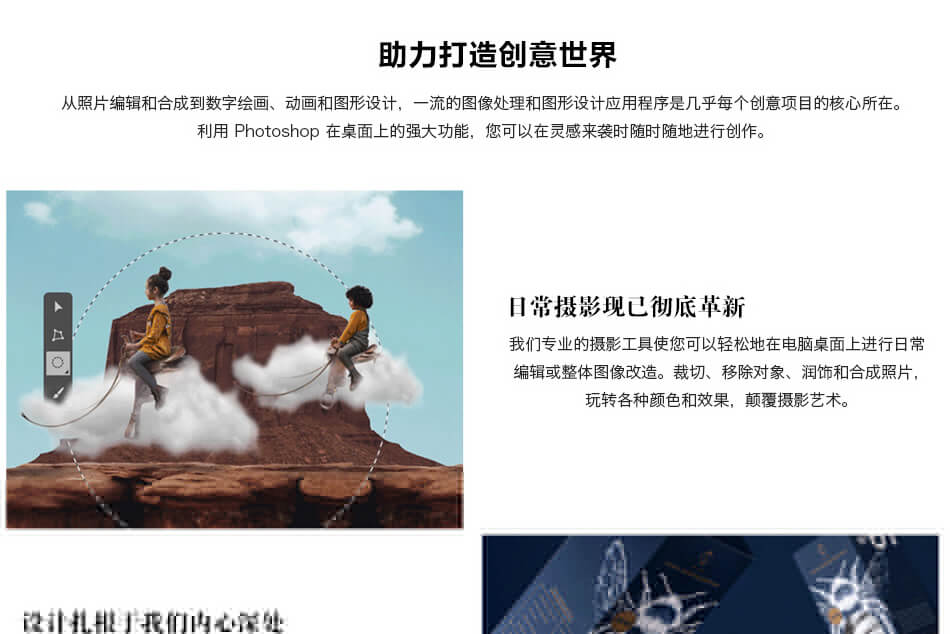 助力打造创意世界
从照片编辑和合成到数字绘画、动画和图形设计，一流的图像处理和图形设计应用程序是几乎每个创意项目的核心所在。
利用 Photoshop 在桌面上的强大功能，您可以在灵感来袭时随时随地进行创作。
日常摄影现已彻底革新
我们专业的摄影工具使您可以轻松地在电脑桌面上进行日常
编辑或整体图像改造。裁切、移除对象、润饰和合成照片，
玩转各种颜色和效果，颠覆摄影艺术。
设计扎根于我们内心深处